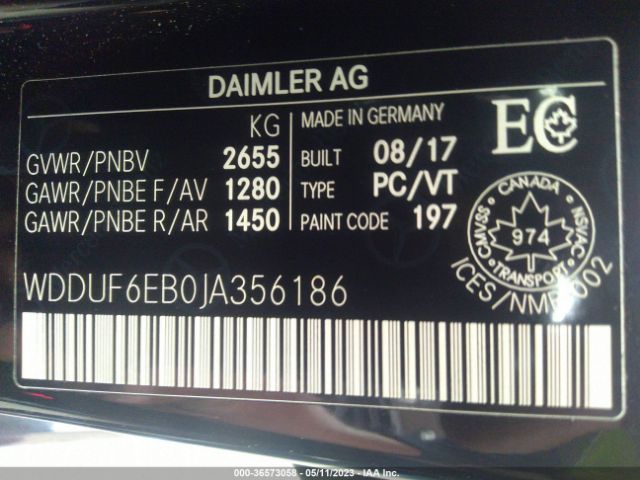 DAIMLER AG
KG
GVWR/PNBV 2655
GAWR/PNBE F/AV 1280
GAWR/PNBE R/AR 1450
MADE IN GERMANY
BUILT 08/17
TYPE PC/VT
PAINT CODE 197
EC
CANADA
CMVSS 974 NSVAC
TRANSPORT
ICES/NMB-002
WDDUF6EB0JA356186
000-36573058 - 05/11/2023 - IAA Inc.